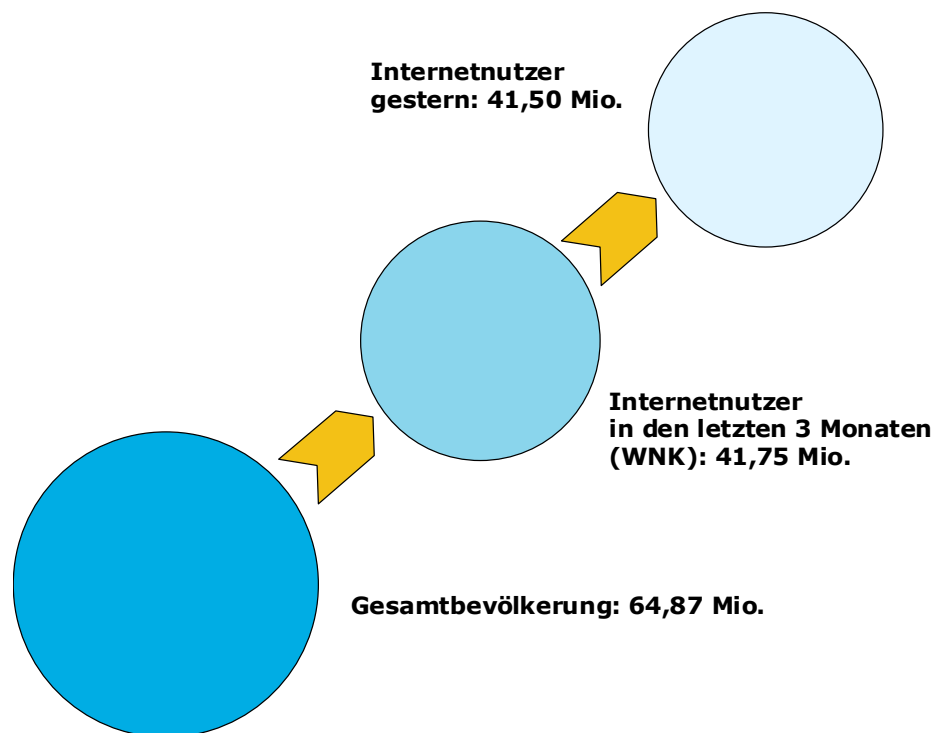 Internetnutzer
gestern: 41,50 Mio.
Internetnutzer
in den letzten 3 Monaten
(WNK): 41,75 Mio.
Gesamtbevölkerung: 64,87 Mio.